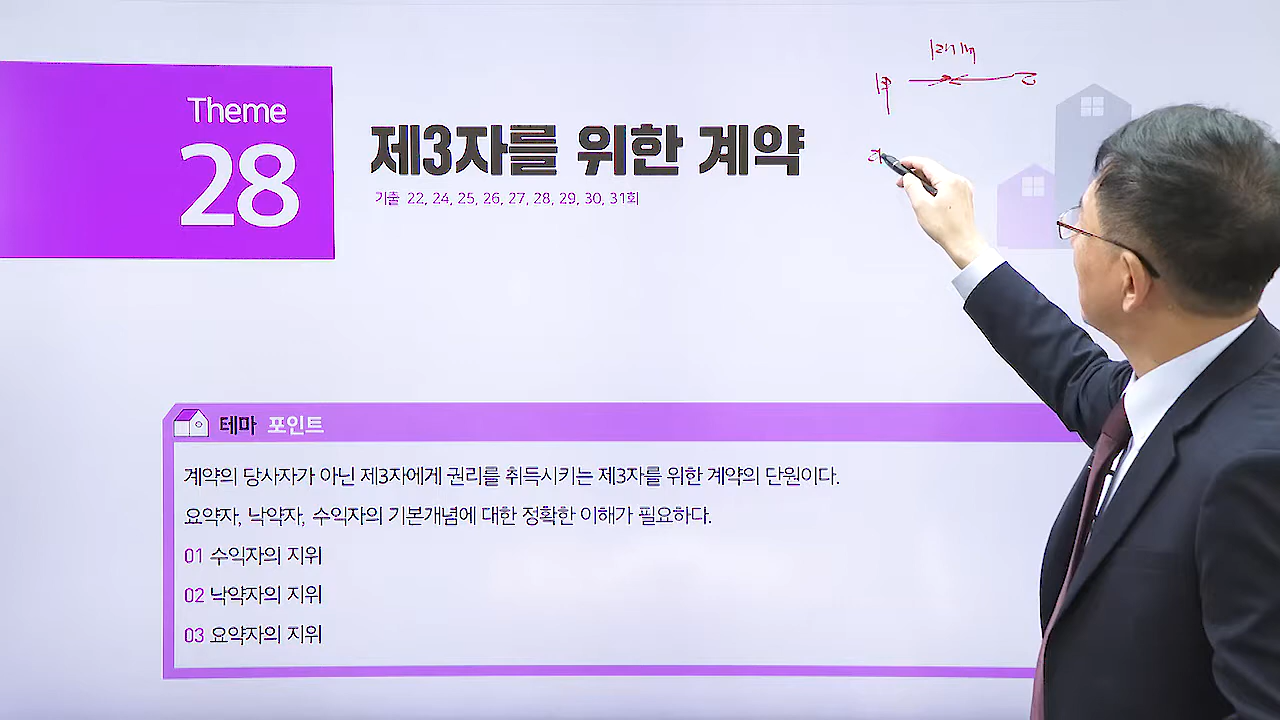 Theme
28
제3자를 위한 계약
기출 22, 24, 25, 26, 27, 28, 29, 30, 31회
테마 포인트
계약의 당사자가 아닌 제3자에게 권리를 취득시키는 제3자를 위한 계약의 단원이다.
요약자, 낙약자, 수익자의 기본개념에 대한 정확한 이해가 필요하다.
01 수익자의 지위
02 낙약자의 지위
03 요약자의 지위